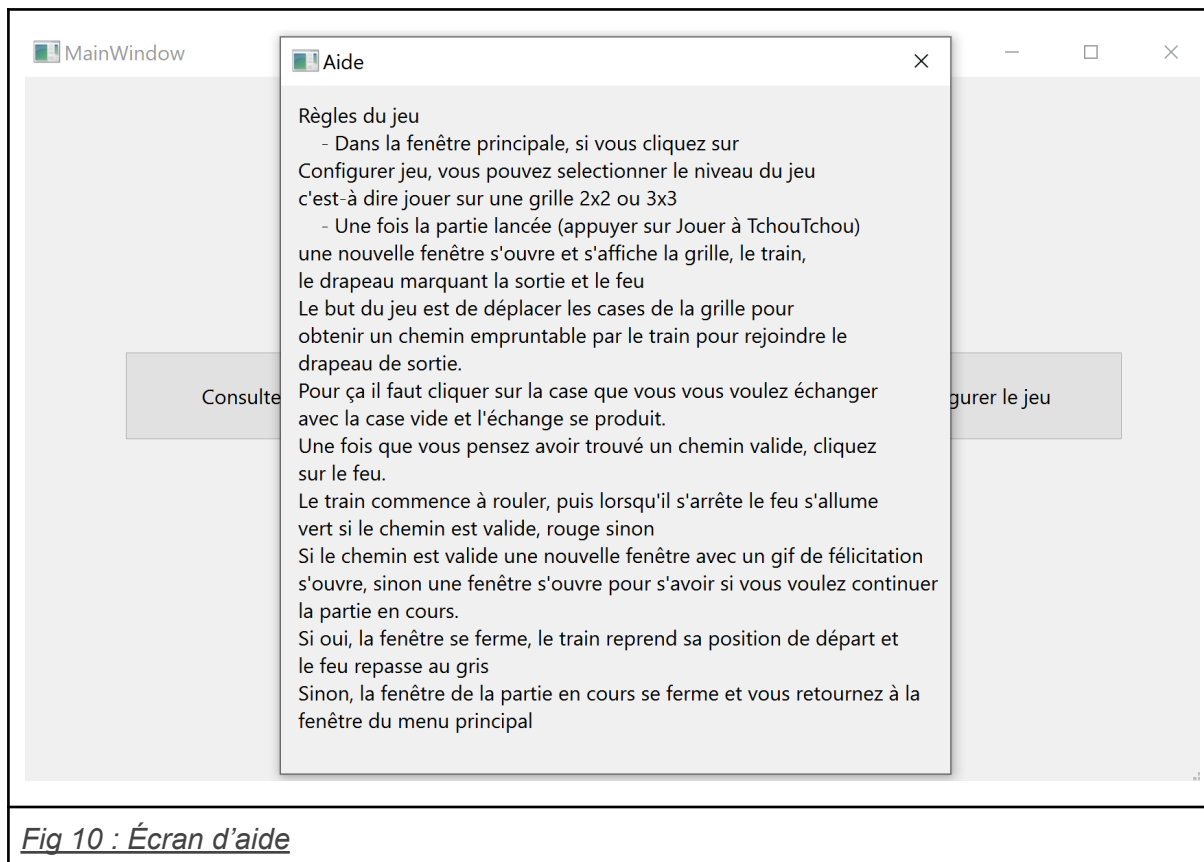 MainWindow
Aide
Règles du jeu
- Dans la fenêtre principale, si vous cliquez sur
Configurer jeu, vous pouvez selectionner le niveau du jeu
c'est-à dire jouer sur une grille 2x2 ou 3x3
- Une fois la partie lancée (appuyer sur Jouer à TchouTchou)
une nouvelle fenêtre s'ouvre et s'affiche la grille, le train,
le drapeau marquant la sortie et le feu
Le but du jeu est de déplacer les cases de la grille pour
obtenir un chemin empruntable par le train pour rejoindre le
drapeau de sortie.
Pour ça il faut cliquer sur la case que vous vous voulez échanger
avec la case vide et l'échange se produit.
Une fois que vous pensez avoir trouvé un chemin valide, cliquez
sur le feu.
Le train commence à rouler, puis lorsqu'il s'arrête le feu s'allume
vert si le chemin est valide, rouge sinon
Si le chemin est valide une nouvelle fenêtre avec un gif de félicitation
s'ouvre, sinon une fenêtre s'ouvre pour s'avoir si vous voulez continuer
la partie en cours.
Si oui, la fenêtre se ferme, le train reprend sa position de départ et
le feu repasse au gris
Sinon, la fenêtre de la partie en cours se ferme et vous retournez à la
fenêtre du menu principal
Consulte
gurer le jeu
Fig 10 : Écran d'aide